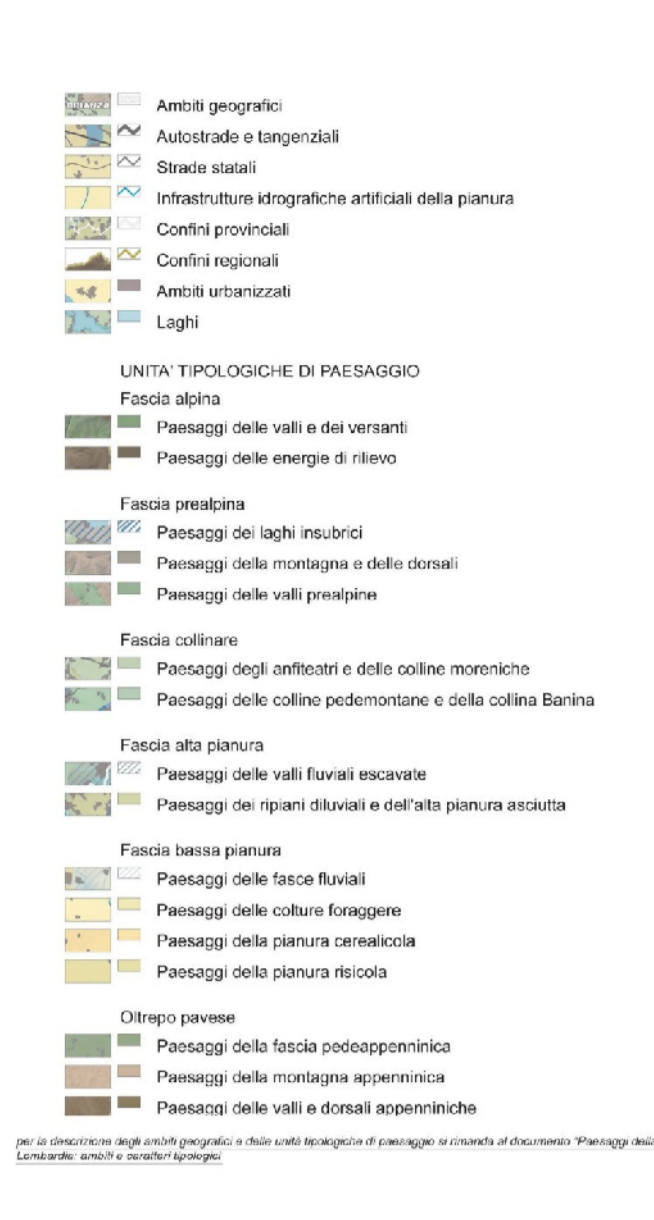 BRIANZA
Ambiti geografici
Autostrade e tangenziali
Strade statali
Infrastrutture idrografiche artificiali della pianura
Confini provinciali
Confini regionali
Ambiti urbanizzati
Laghi
UNITA' TIPOLOGICHE DI PAESAGGIO
Fascia alpina
Paesaggi delle valli e dei versanti
Paesaggi delle energie di rilievo
Fascia prealpina
Paesaggi dei laghi insubrici
Paesaggi della montagna e delle dorsali
Paesaggi delle valli prealpine
Fascia collinare
Paesaggi degli anfiteatri e delle colline moreniche
Paesaggi delle colline pedemontane e della collina Banina
Fascia alta pianura
Paesaggi delle valli fluviali escavate
Paesaggi dei ripiani diluviali e dell'alta pianura asciutta
Fascia bassa pianura
Paesaggi delle fasce fluviali
Paesaggi delle colture foraggere
Paesaggi della pianura cerealicola
Paesaggi della pianura risicola
Oltrepo pavese
Paesaggi della fascia pedeappenninica
Paesaggi della montagna appenninica
Paesaggi delle valli e dorsali appenniniche
per la descrizione degli ambiti geografici e delle unità tipologiche di paesaggio si rimanda al documento "Paesaggi della
Lombardia: ambiti e caratteri tipologici